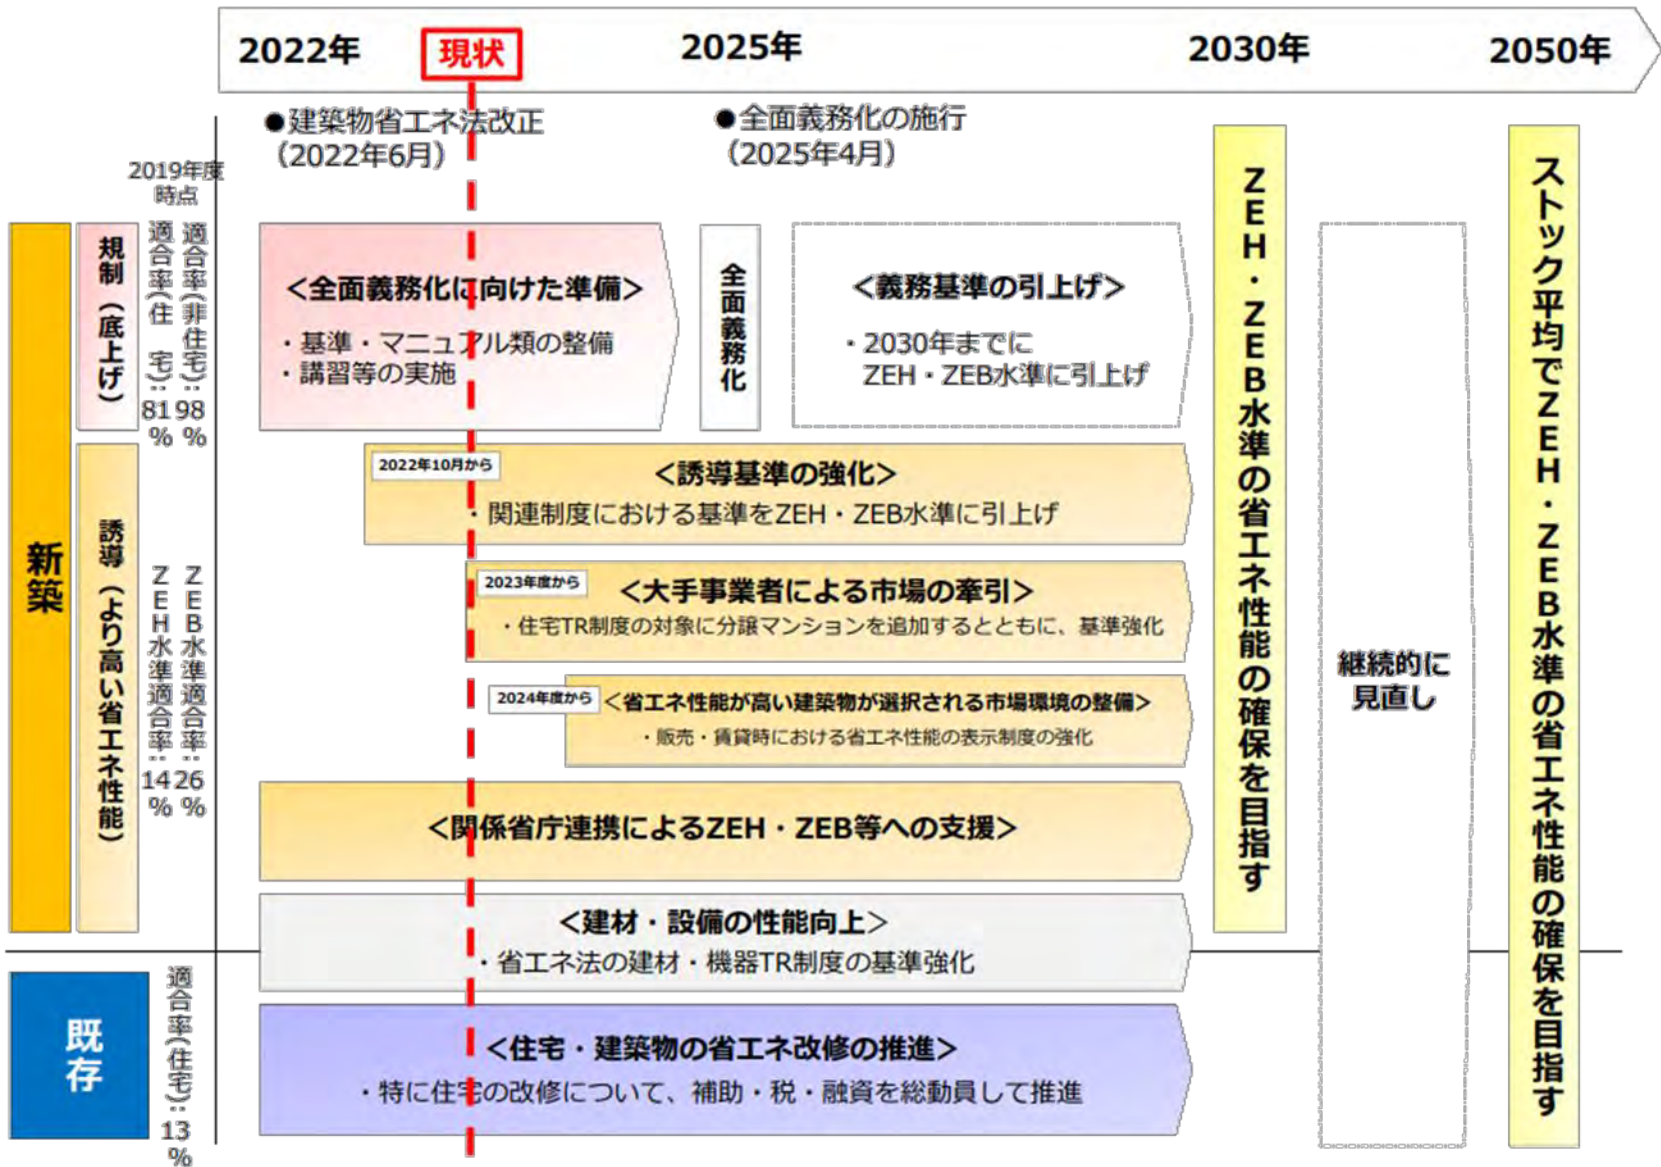 2022年
現状
2025年
2030年
2050年
●建築物省エネ法改正
（2022年6月）
●全面義務化の施行
（2025年4月）
2019年度
時点
新築
規制（底上げ）
適合率（住　宅）：81%
適合率（非住宅）：98%
＜全面義務化に向けた準備＞
・基準・マニュアル類の整備
・講習等の実施
全面義務化
＜義務基準の引上げ＞
・2030年までに
ZEH・ZEB水準に引上げ
誘導（より高い省エネ性能）
ZEH水準適合率：14%
ZEB水準適合率：26%
2022年10月から
＜誘導基準の強化＞
・関連制度における基準をZEH・ZEB水準に引上げ
2023年度から
＜大手事業者による市場の牽引＞
・住宅TR制度の対象に分譲マンションを追加するとともに、基準強化
2024年度から
＜省エネ性能が高い建築物が選択される市場環境の整備＞
・販売・賃貸時における省エネ性能の表示制度の強化
＜関係省庁連携によるZEH・ZEB等への支援＞
＜建材・設備の性能向上＞
・省エネ法の建材・機器TR制度の基準強化
既存
適合率（住宅）：13%
＜住宅・建築物の省エネ改修の推進＞
・特に住宅の改修について、補助・税・融資を総動員して推進
ZEH・ZEB水準の省エネ性能の確保を目指す
継続的に
見直し
ストック平均でZEH・ZEB水準の省エネ性能の確保を目指す